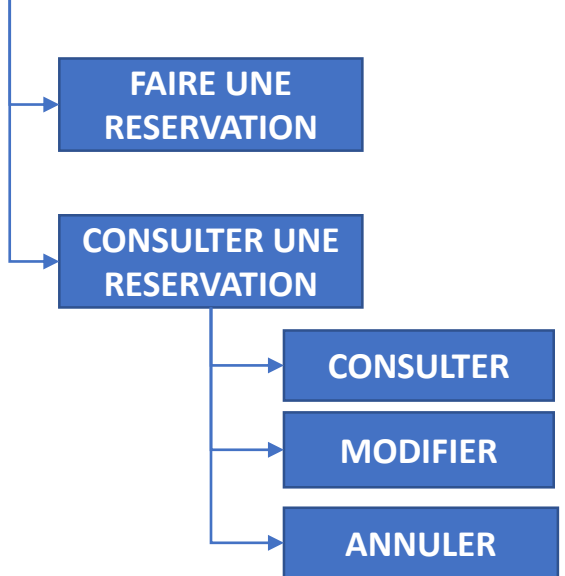 FAIRE UNE
RESERVATION
CONSULTER UNE
RESERVATION
CONSULTER
MODIFIER
ANNULER